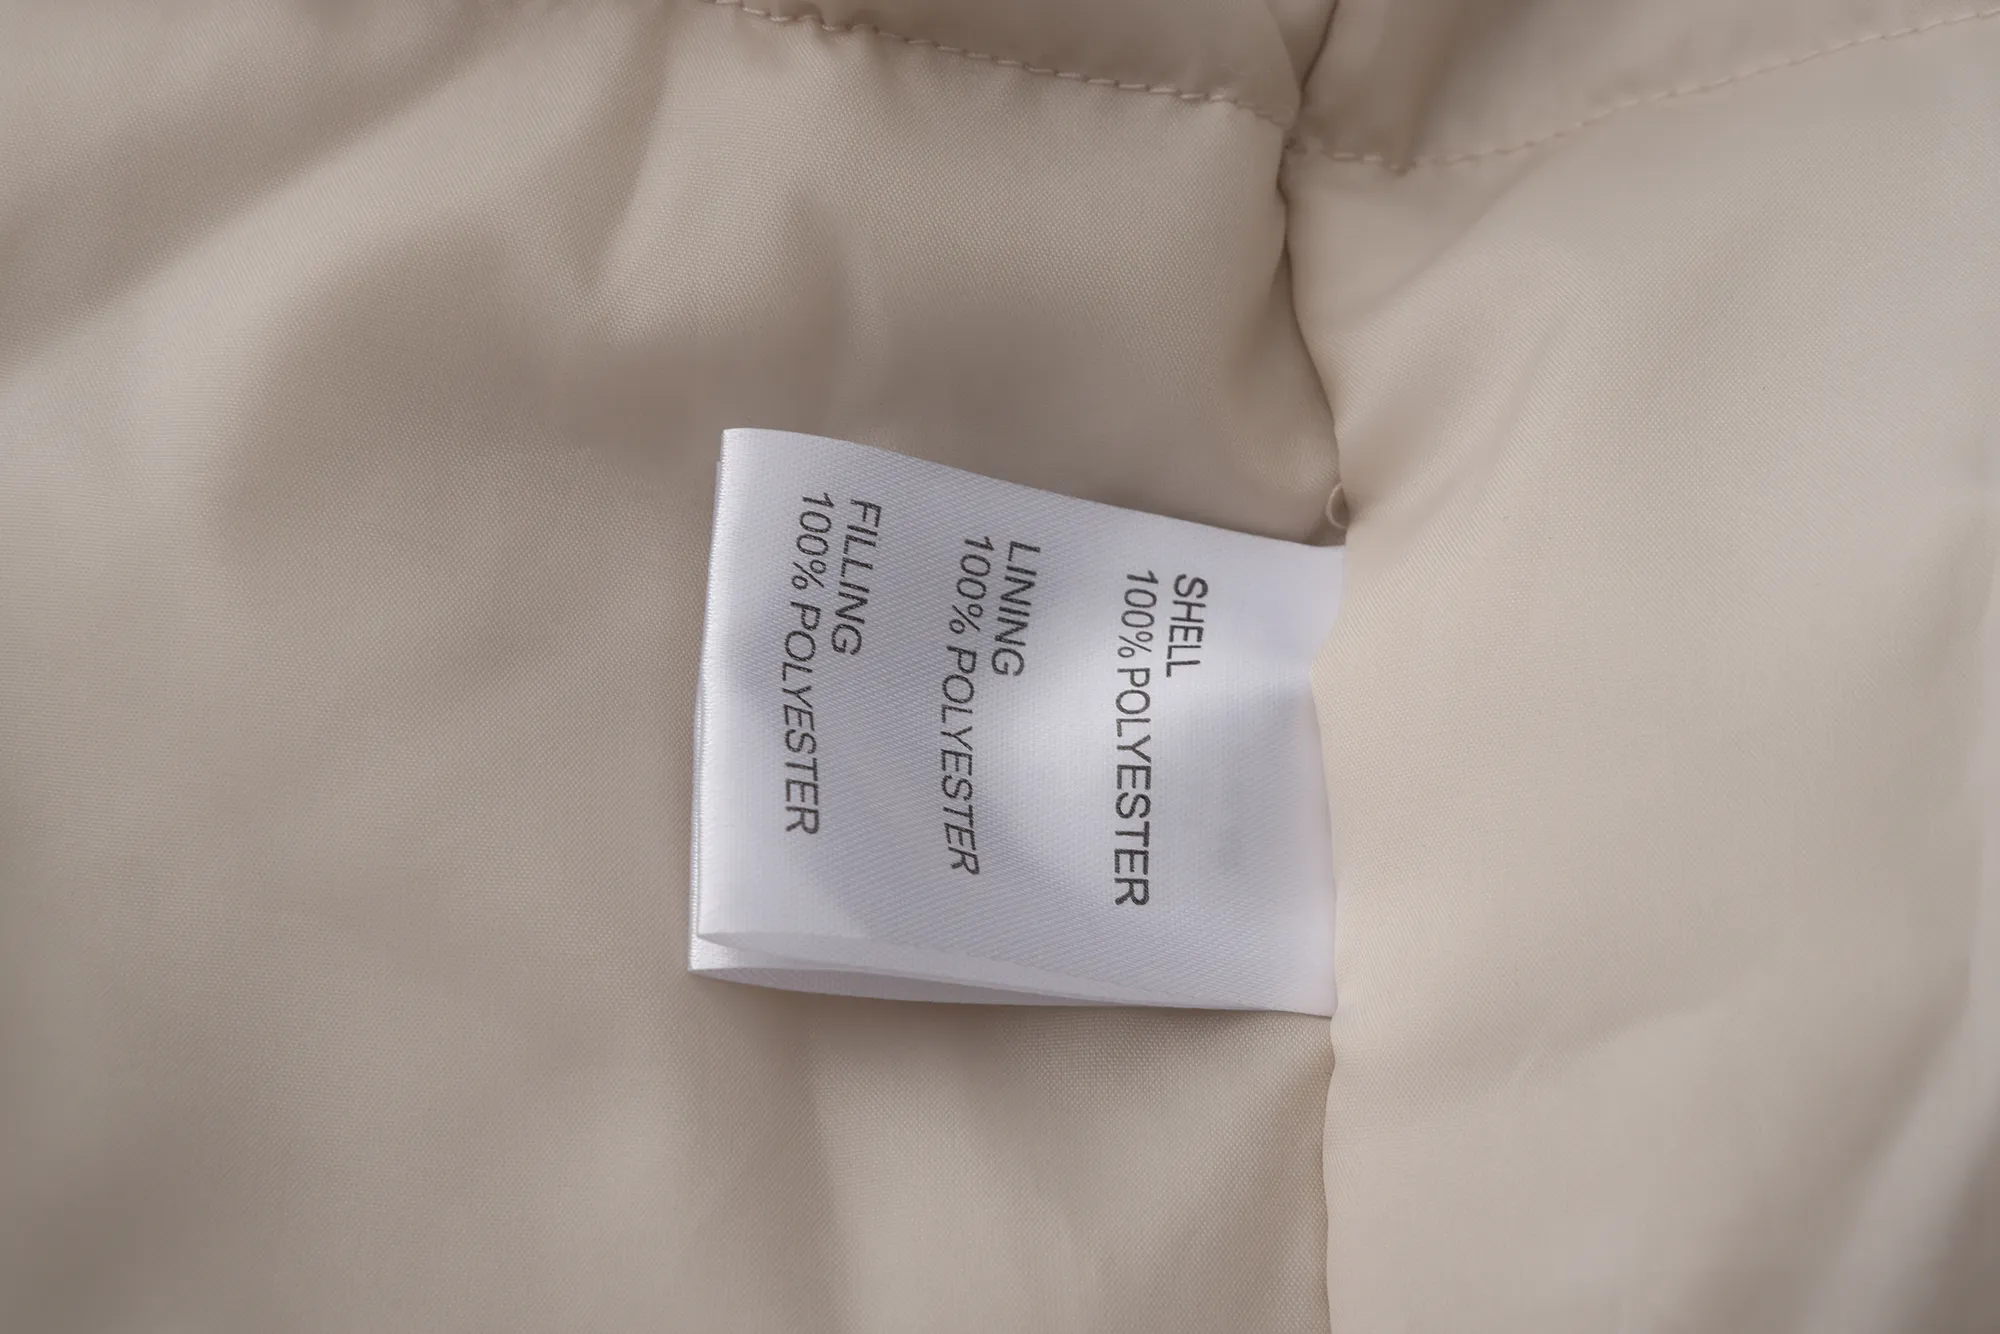 SHELL
100% POLYESTER
LINING
100% POLYESTER
FILLING
100% POLYESTER